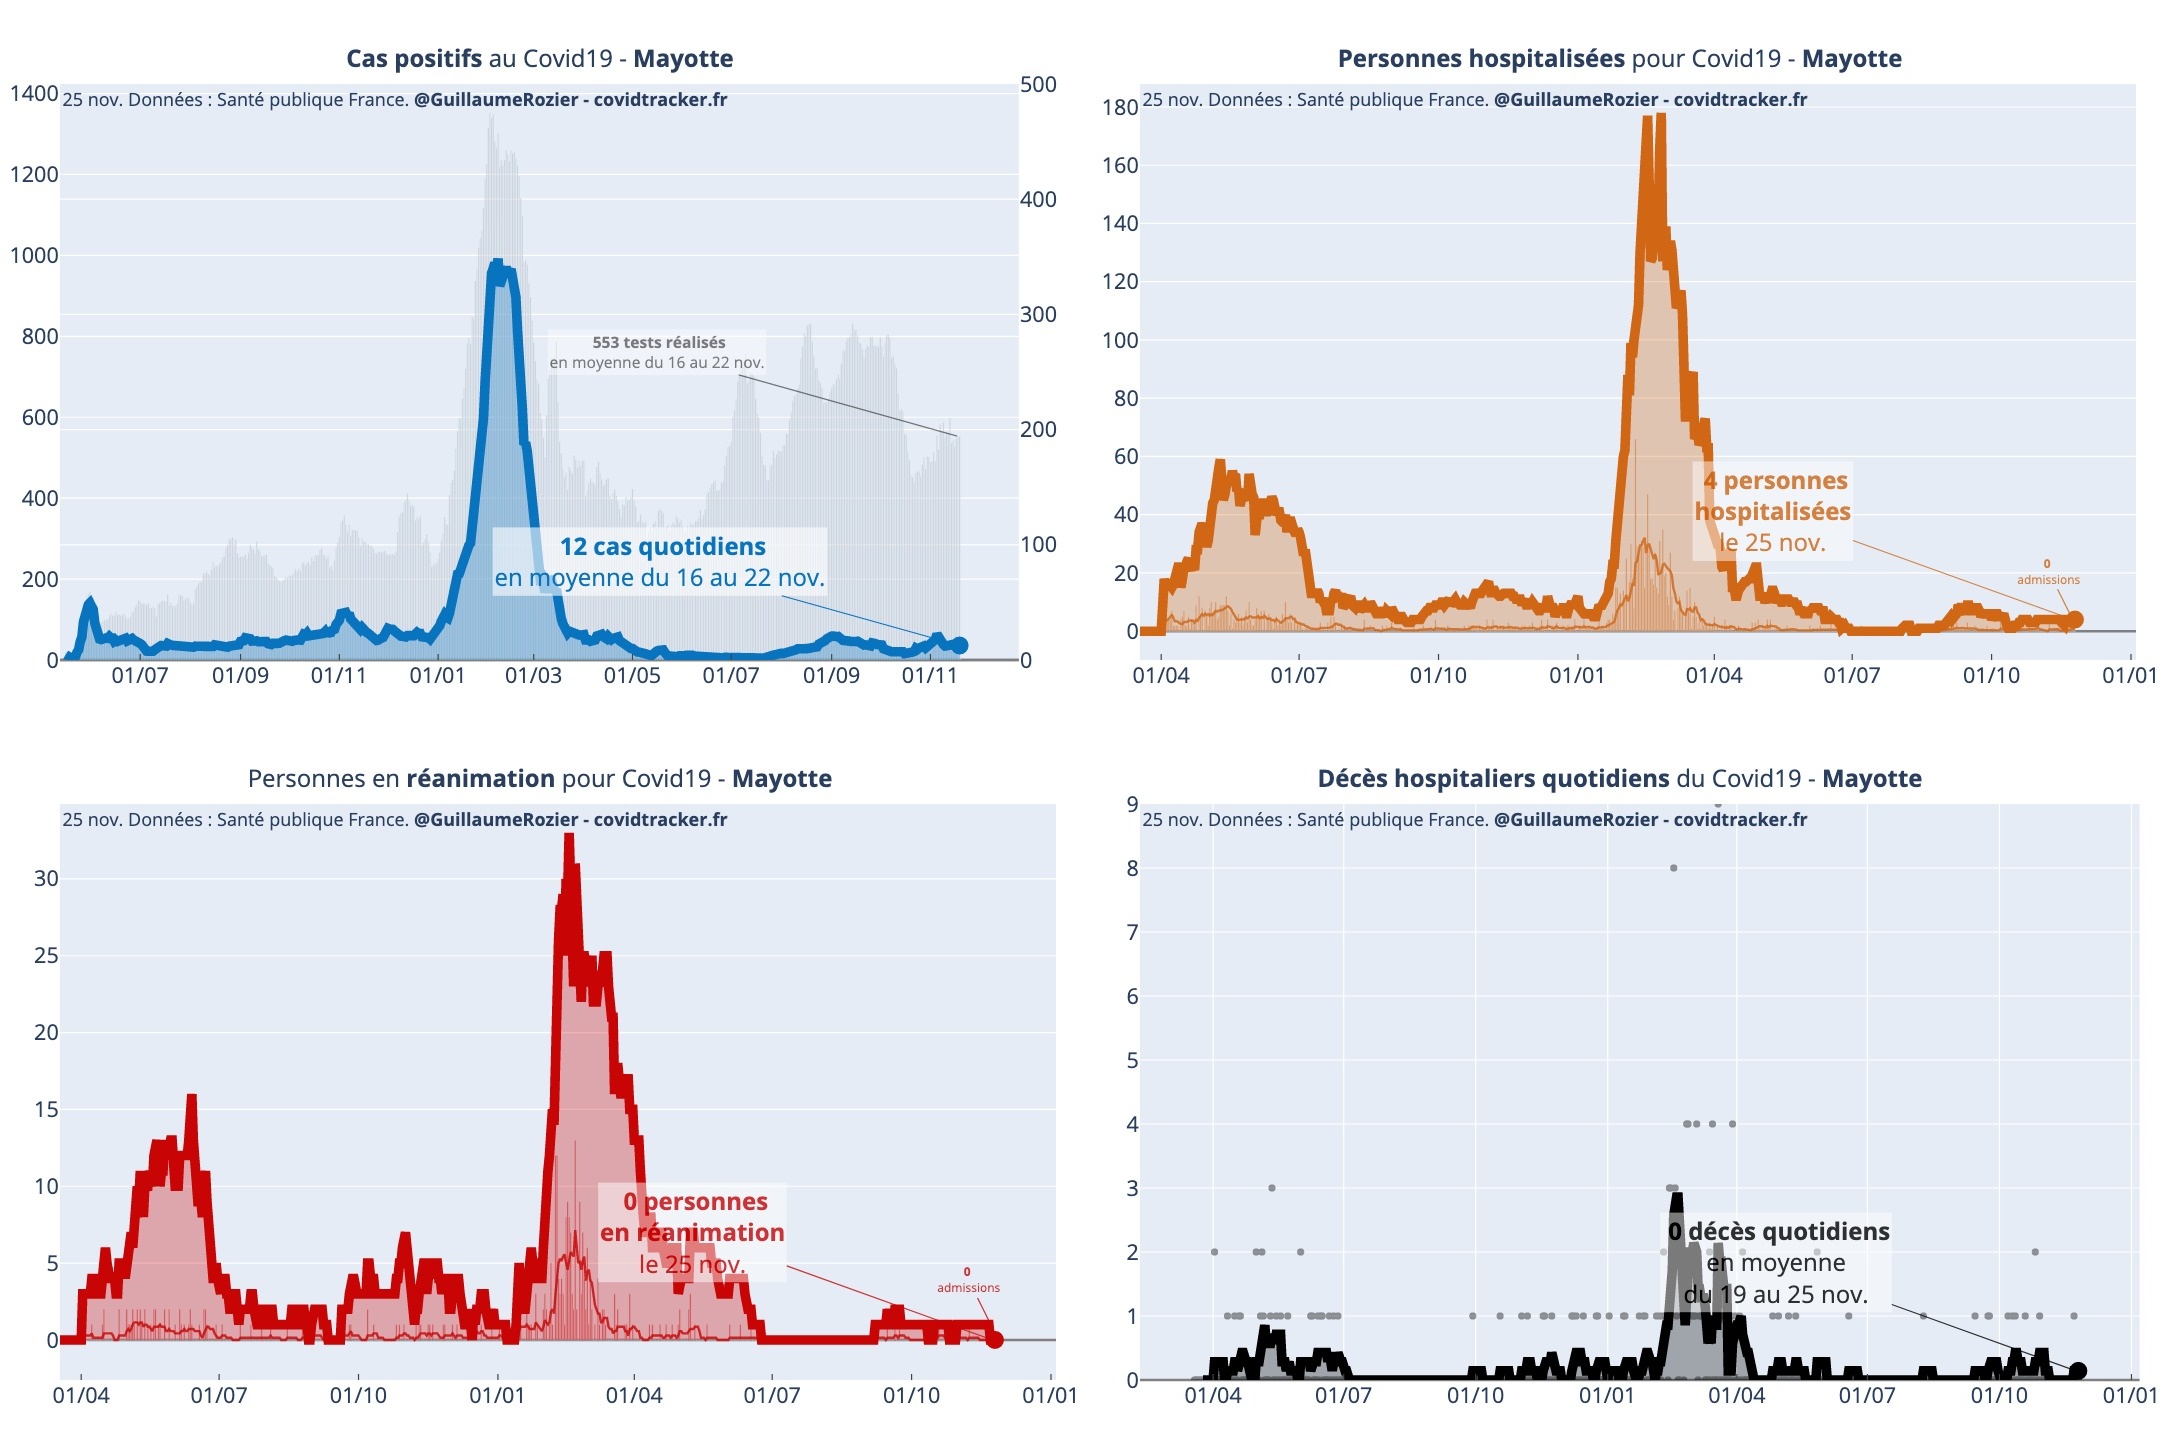 Cas positifs au Covid19 - Mayotte
25 nov. Données : Santé publique France. @GuillaumeRozier - covidtracker.fr
1400
1200
1000
800
600
400
200
0
500
400
300
200
100
0
553 tests réalisés
en moyenne du 16 au 22 nov.
12 cas quotidiens
en moyenne du 16 au 22 nov.
01/07 01/09 01/11 01/01 01/03 01/05 01/07 01/09 01/11
Personnes hospitalisées pour Covid19 - Mayotte
25 nov. Données : Santé publique France. @GuillaumeRozier - covidtracker.fr
180
160
140
120
100
80
60
40
20
0
4 personnes
hospitalisées
le 25 nov.
0
admissions
01/04 01/07 01/10 01/01 01/04 01/07 01/10 01/01
Personnes en réanimation pour Covid19 - Mayotte
25 nov. Données : Santé publique France. @GuillaumeRozier - covidtracker.fr
30
25
20
15
10
5
0
0 personnes
en réanimation
le 25 nov.
0
admissions
01/04 01/07 01/10 01/01 01/04 01/07 01/10 01/01
Décès hospitaliers quotidiens du Covid19 - Mayotte
25 nov. Données : Santé publique France. @GuillaumeRozier - covidtracker.fr
9
8
7
6
5
4
3
2
1
0
0 décès quotidiens
en moyenne
du 19 au 25 nov.
01/04 01/07 01/10 01/01 01/04 01/07 01/10 01/01